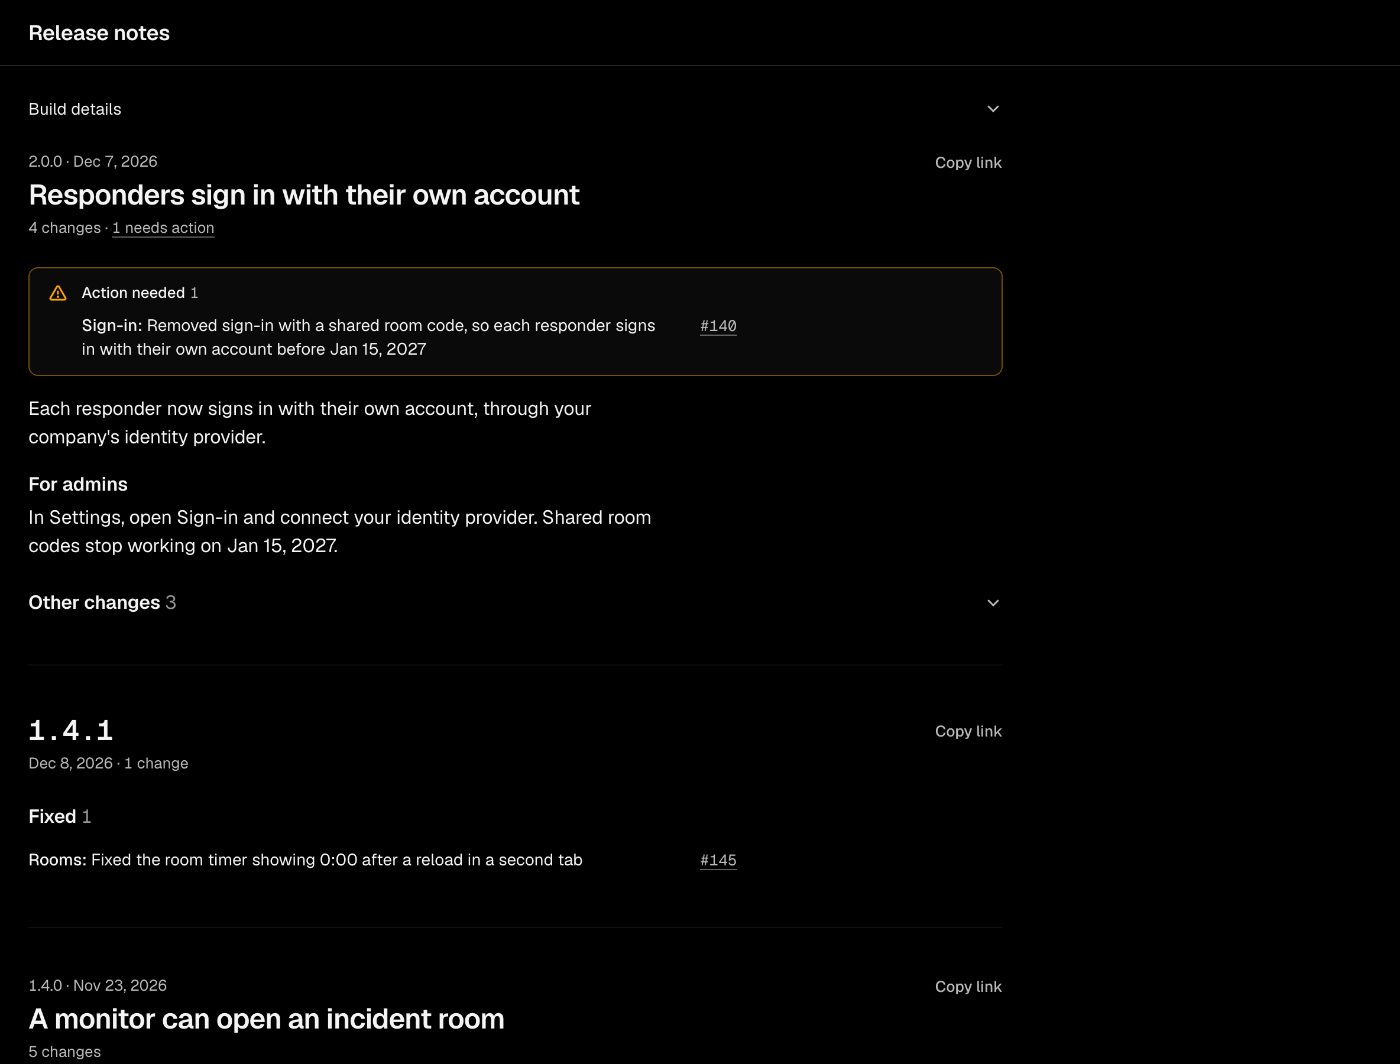 Release notes
Build details
2.0.0 · Dec 7, 2026
Copy link
Responders sign in with their own account
4 changes · 1 needs action
Action needed 1
Sign-in: Removed sign-in with a shared room code, so each responder signs
#140
in with their own account before Jan 15, 2027
Each responder now signs in with their own account, through your
company's identity provider.
For admins
In Settings, open Sign-in and connect your identity provider. Shared room
codes stop working on Jan 15, 2027.
Other changes 3
1.4.1
Copy link
Dec 8, 2026 · 1 change
Fixed 1
Rooms: Fixed the room timer showing 0:00 after a reload in a second tab
#145
1.4.0 · Nov 23, 2026
Copy link
A monitor can open an incident room
5 changes